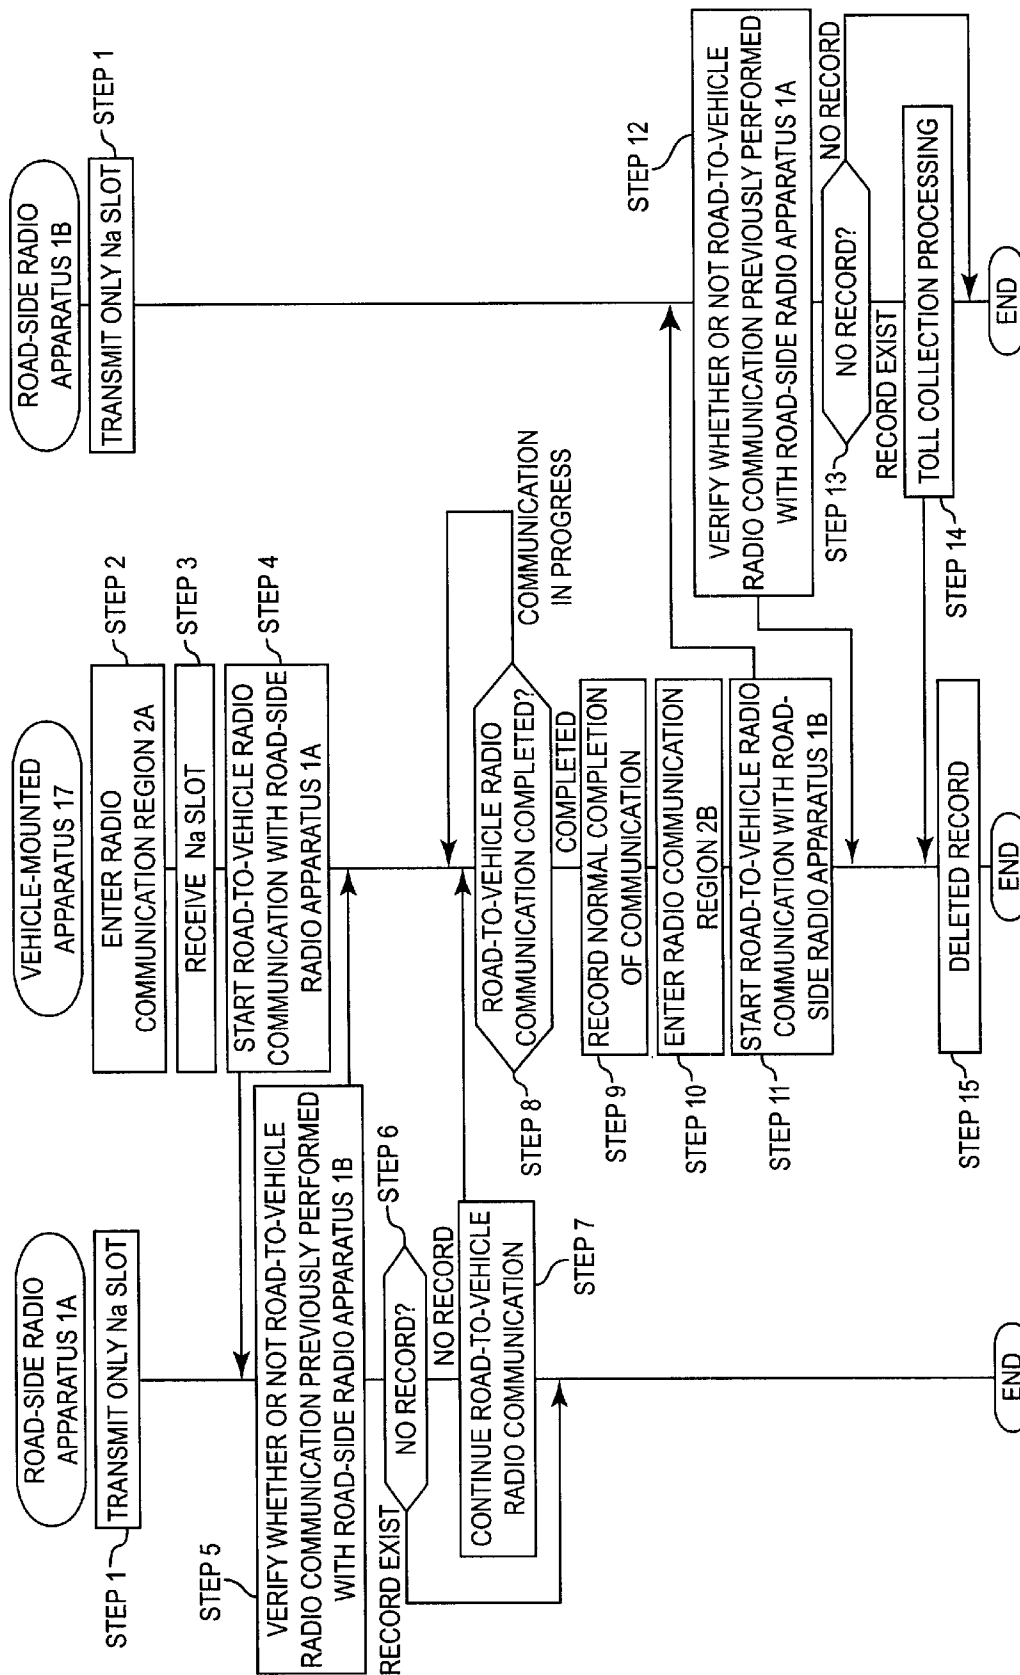 ROAD-SIDE RADIO
APPARATUS 1A
TRANSMIT ONLY Na SLOT
STEP 1
STEP 5
VERIFY WHETHER OR NOT ROAD-TO-VEHICLE
RADIO COMMUNICATION PREVIOUSLY PERFORMED
WITH ROAD-SIDE RADIO APPARATUS 1B
NO RECORD?
STEP 6
RECORD EXIST
NO RECORD
CONTINUE ROAD-TO-VEHICLE
RADIO COMMUNICATION
STEP 7
END
VEHICLE-MOUNTED
APPARATUS 17
ENTER RADIO
COMMUNICATION REGION 2A
STEP 2
RECEIVE Na SLOT
STEP 3
START ROAD-TO-VEHICLE RADIO
COMMUNICATION WITH ROAD-SIDE
RADIO APPARATUS 1A
STEP 4
ROAD-TO-VEHICLE RADIO
COMMUNICATION COMPLETED?
STEP 8
COMMUNICATION
IN PROGRESS
COMPLETED
RECORD NORMAL COMPLETION
OF COMMUNICATION
STEP 9
ENTER RADIO COMMUNICATION
REGION 2B
STEP 10
START ROAD-TO-VEHICLE RADIO
COMMUNICATION WITH ROAD-
SIDE RADIO APPARATUS 1B
STEP 11
DELETED RECORD
STEP 15
END
ROAD-SIDE RADIO
APPARATUS 1B
TRANSMIT ONLY Na SLOT
STEP 1
STEP 12
VERIFY WHETHER OR NOT ROAD-TO-VEHICLE
RADIO COMMUNICATION PREVIOUSLY PERFORMED
WITH ROAD-SIDE RADIO APPARATUS 1A
NO RECORD?
STEP 13
NO RECORD
RECORD EXIST
TOLL COLLECTION PROCESSING
STEP 14
END